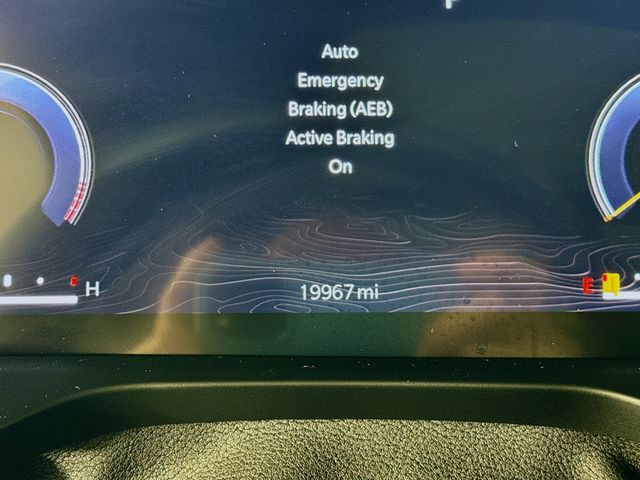 Auto
Emergency
Braking (AEB)
Active Braking
On
H
19967 mi
E